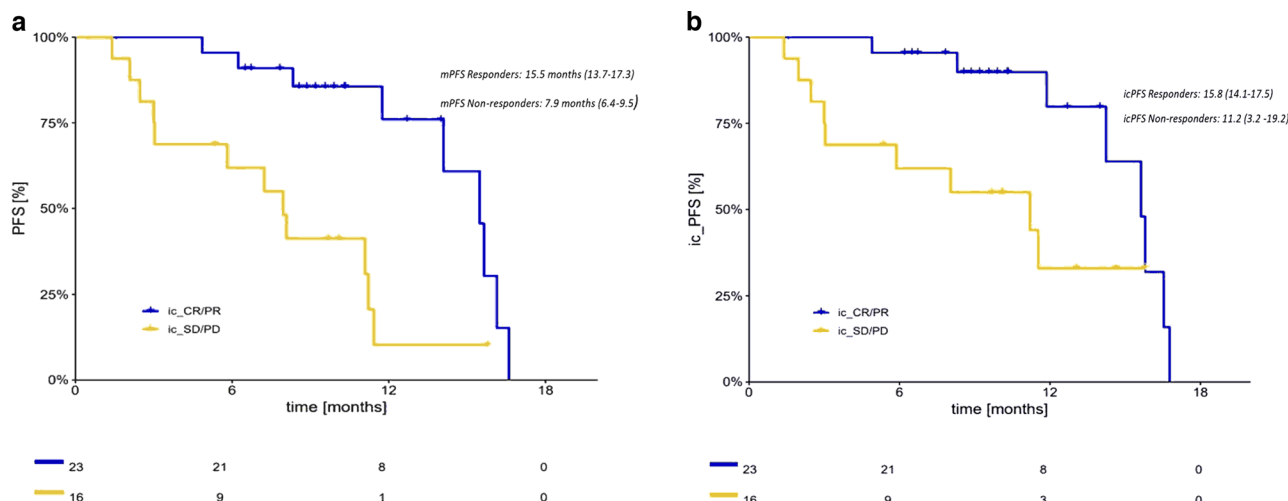 a
100%
75%
50%
25%
0%
PFS [%]
mPFS Responders: 15.5 months (13.7-17.3)
mPFS Non-responders: 7.9 months (6.4-9.5)
ic_CR/PR
ic_SD/PD
0 6 12 18
time [months]
23 21 8 0
16 9 1 0
b
100%
75%
50%
25%
0%
ic_PFS [%]
icPFS Responders: 15.8 (14.1-17.5)
icPFS Non-responders: 11.2 (3.2 -19.2)
ic_CR/PR
ic_SD/PD
0 6 12 18
time [months]
23 21 8 0
16 9 3 0